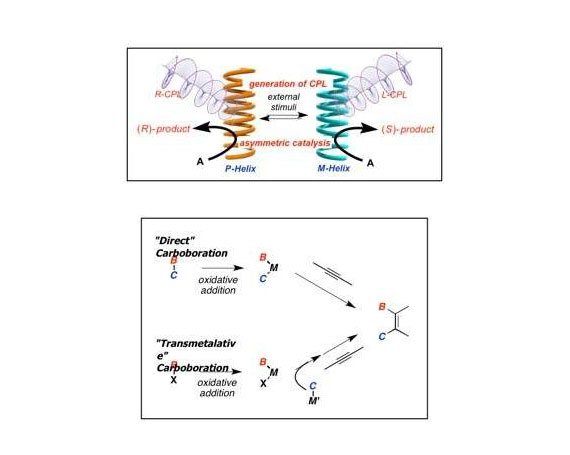 generation of CPL
R-CPL
L-CPL
external
stimuli
(R)-product
(S)-product
asymmetric catalysis
A
A
P-Helix
M-Helix
"Direct"
Carboboration
B
C
oxidative
addition
B
M
C
B
C
"Transmetalativ
e"
Carboboration
B
X
oxidative
addition
B
M
X
C
M'